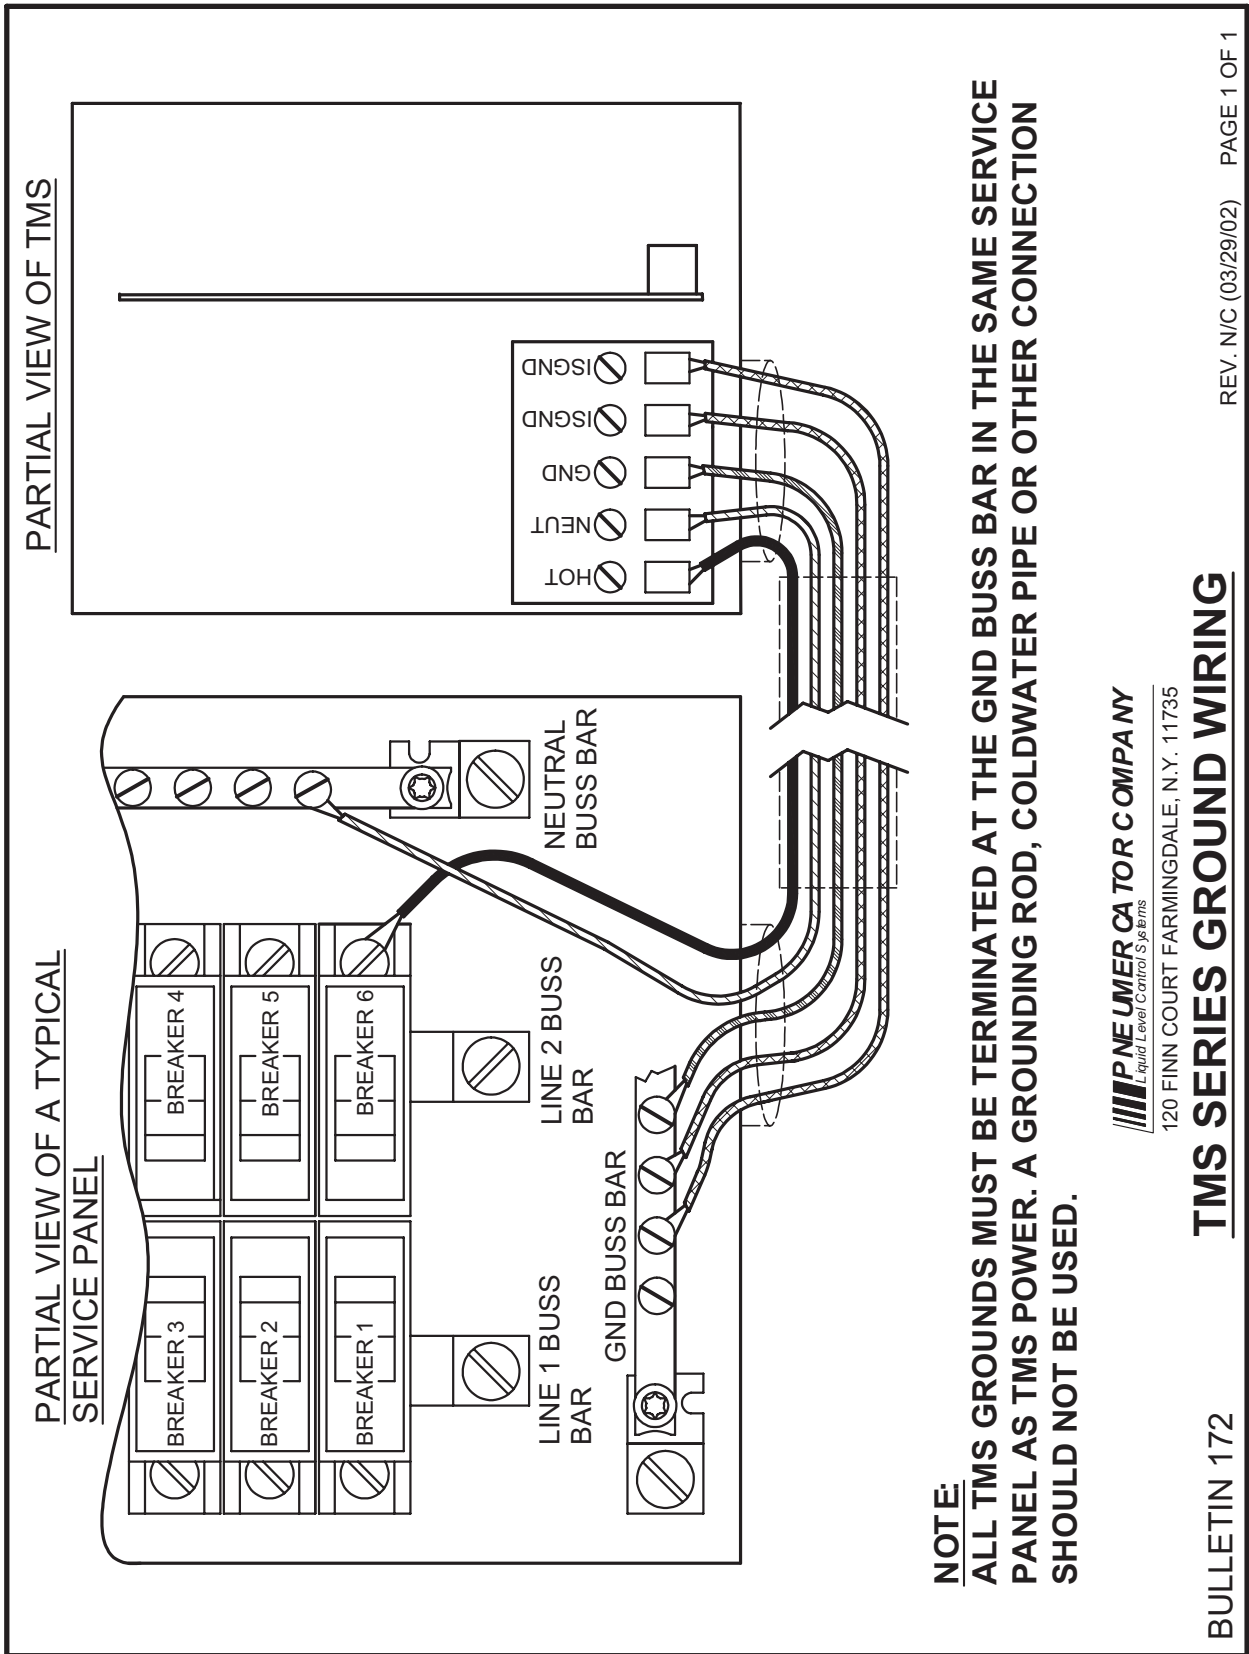 PARTIAL VIEW OF A TYPICAL
SERVICE PANEL
PARTIAL VIEW OF TMS
BREAKER 3
BREAKER 4
BREAKER 2
BREAKER 5
BREAKER 1
BREAKER 6
LINE 1 BUSS
BAR
LINE 2 BUSS
BAR
NEUTRAL
BUSS BAR
GND BUSS BAR
HOT
NEUT
GND
ISGND
ISGND
NOTE:
ALL TMS GROUNDS MUST BE TERMINATED AT THE GND BUSS BAR IN THE SAME SERVICE
PANEL AS TMS POWER. A GROUNDING ROD, COLDWATER PIPE OR OTHER CONNECTION
SHOULD NOT BE USED.
PNEUMERCATOR COMPANY
Liquid Level Control Systems
120 FINN COURT FARMINGDALE, N.Y. 11735
TMS SERIES GROUND WIRING
BULLETIN 172
REV. N/C (03/29/02) PAGE 1 OF 1